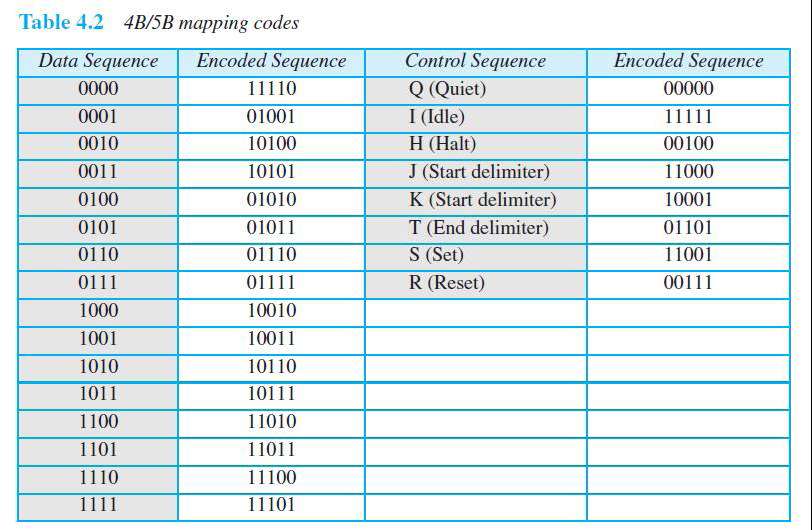 Table 4.2 4B/5B mapping codes
Data Sequence Encoded Sequence Control Sequence Encoded Sequence
0000 11110 Q (Quiet) 00000
0001 01001 I (Idle) 11111
0010 10100 H (Halt) 00100
0011 10101 J (Start delimiter) 11000
0100 01010 K (Start delimiter) 10001
0101 01011 T (End delimiter) 01101
0110 01110 S (Set) 11001
0111 01111 R (Reset) 00111
1000 10010
1001 10011
1010 10110
1011 10111
1100 11010
1101 11011
1110 11100
1111 11101